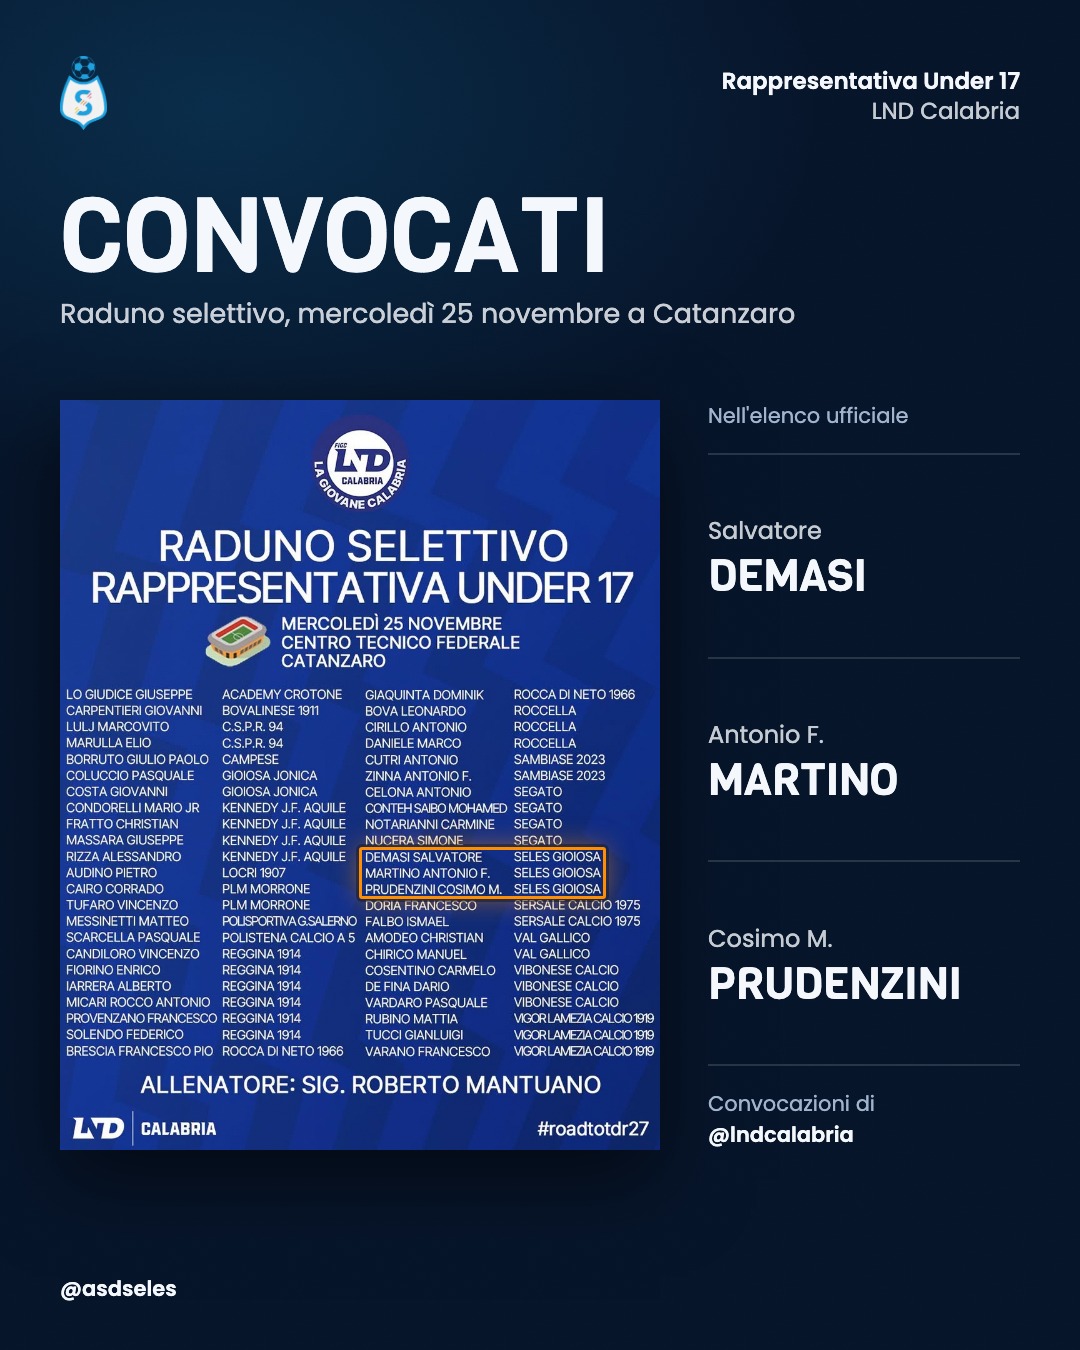 S
Rappresentativa Under 17
LND Calabria
CONVOCATI
Raduno selettivo, mercoledì 25 novembre a Catanzaro
FIGC
LND
CALABRIA
LA GIOVANE CALABRIA
RADUNO SELETTIVO
RAPPRESENTATIVA UNDER 17
MERCOLEDÌ 25 NOVEMBRE
CENTRO TECNICO FEDERALE
CATANZARO
LO GIUDICE GIUSEPPE ACADEMY CROTONE GIAQUINTA DOMINIK ROCCA DI NETO 1966
CARPENTIERI GIOVANNI BOVALINESE 1911 BOVA LEONARDO ROCCELLA
LULJ MARCOVITO C.S.P.R. 94 CIRILLO ANTONIO ROCCELLA
MARULLA ELIO C.S.P.R. 94 DANIELE MARCO ROCCELLA
BORRUTO GIULIO PAOLO CAMPESE CUTRI ANTONIO SAMBIASE 2023
COLUCCIO PASQUALE GIOIOSA JONICA ZINNA ANTONIO F. SAMBIASE 2023
COSTA GIOVANNI GIOIOSA JONICA CELONA ANTONIO SEGATO
CONDORELLI MARIO JR KENNEDY J.F. AQUILE CONTEH SAIBO MOHAMED SEGATO
FRATTO CHRISTIAN KENNEDY J.F. AQUILE NOTARIANNI CARMINE SEGATO
MASSARA GIUSEPPE KENNEDY J.F. AQUILE NUCERA SIMONE SEGATO
RIZZA ALESSANDRO KENNEDY J.F. AQUILE DEMASI SALVATORE SELES GIOIOSA
AUDINO PIETRO LOCRI 1907 MARTINO ANTONIO F. SELES GIOIOSA
CAIRO CORRADO PLM MORRONE PRUDENZINI COSIMO M. SELES GIOIOSA
TUFARO VINCENZO PLM MORRONE DORIA FRANCESCO SERSALE CALCIO 1975
MESSINETTI MATTEO POLISPORTIVA G.SALERNO FALBO ISMAEL SERSALE CALCIO 1975
SCARCELLA PASQUALE POLISTENA CALCIO A 5 AMODEO CHRISTIAN VAL GALLICO
CANDILORO VINCENZO REGGINA 1914 CHIRICO MANUEL VAL GALLICO
FIORINO ENRICO REGGINA 1914 COSENTINO CARMELO VIBONESE CALCIO
IARRERA ALBERTO REGGINA 1914 DE FINA DARIO VIBONESE CALCIO
MICARI ROCCO ANTONIO REGGINA 1914 VARDARO PASQUALE VIBONESE CALCIO
PROVENZANO FRANCESCO REGGINA 1914 RUBINO MATTIA VIGOR LAMEZIA CALCIO 1919
SOLENDO FEDERICO REGGINA 1914 TUCCI GIANLUIGI VIGOR LAMEZIA CALCIO 1919
BRESCIA FRANCESCO PIO ROCCA DI NETO 1966 VARANO FRANCESCO VIGOR LAMEZIA CALCIO 1919
ALLENATORE: SIG. ROBERTO MANTUANO
LND CALABRIA
#roadtotdr27
Nell'elenco ufficiale
Salvatore
DEMASI
Antonio F.
MARTINO
Cosimo M.
PRUDENZINI
Convocazioni di
@lndcalabria
@asdseles